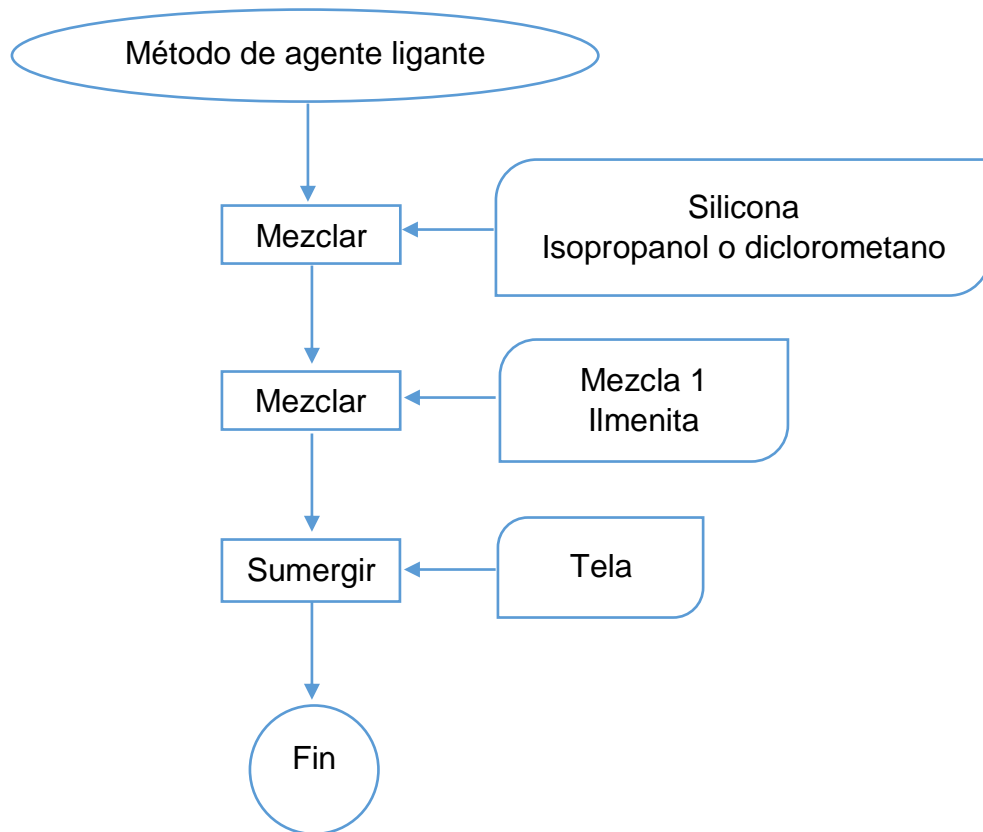 Método de agente ligante
Mezclar
Silicona
Isopropanol o diclorometano
Mezclar
Mezcla 1
Ilmenita
Sumergir
Tela
Fin